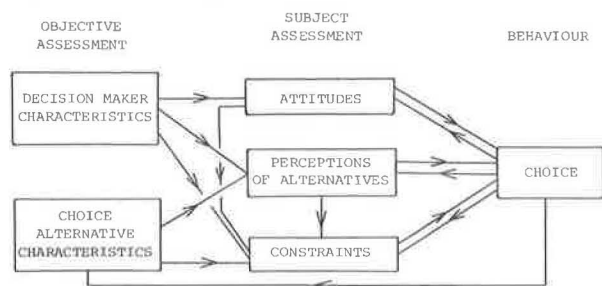 OBJECTIVE
ASSESSMENT
SUBJECT
ASSESSMENT
BEHAVIOUR
DECISION MAKER
CHARACTERISTICS
ATTITUDES
PERCEPTIONS
OF ALTERNATIVES
CHOICE
CHOICE
ALTERNATIVE
CHARACTERISTICS
CONSTRAINTS